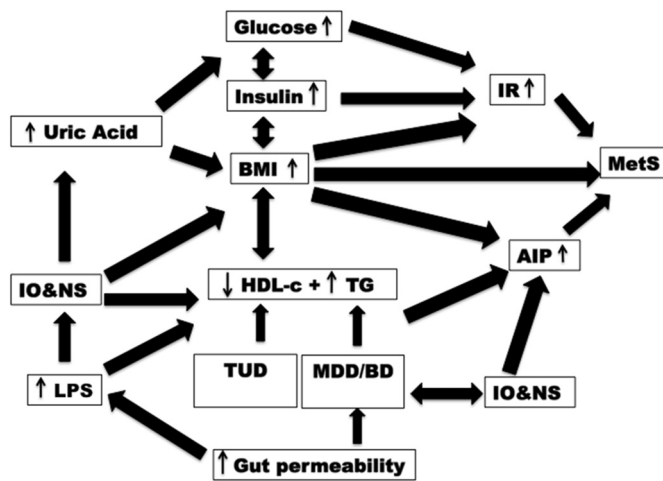 Glucose ↑
Insulin ↑
IR ↑
↑ Uric Acid
BMI ↑
MetS
AIP ↑
IO&NS
↓ HDL-c + ↑ TG
↑ LPS
TUD
MDD/BD
IO&NS
↑ Gut permeability